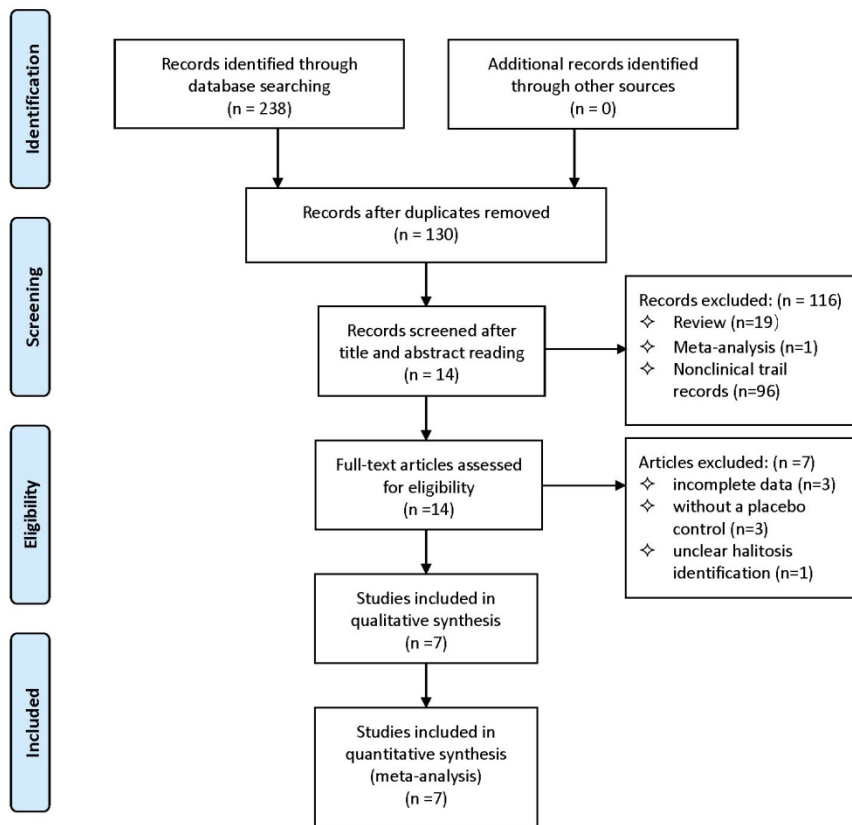 Identification
Records identified through
database searching
(n = 238)
Additional records identified
through other sources
(n = 0)
Records after duplicates removed
(n = 130)
Screening
Records screened after
title and abstract reading
(n = 14)
Records excluded: (n = 116)
✧ Review (n=19)
✧ Meta-analysis (n=1)
✧ Nonclinical trail
records (n=96)
Eligibility
Full-text articles assessed
for eligibility
(n =14)
Articles excluded: (n =7)
✧ incomplete data (n=3)
✧ without a placebo
control (n=3)
✧ unclear halitosis
identification (n=1)
Studies included in
qualitative synthesis
(n =7)
Included
Studies included in
quantitative synthesis
(meta-analysis)
(n =7)